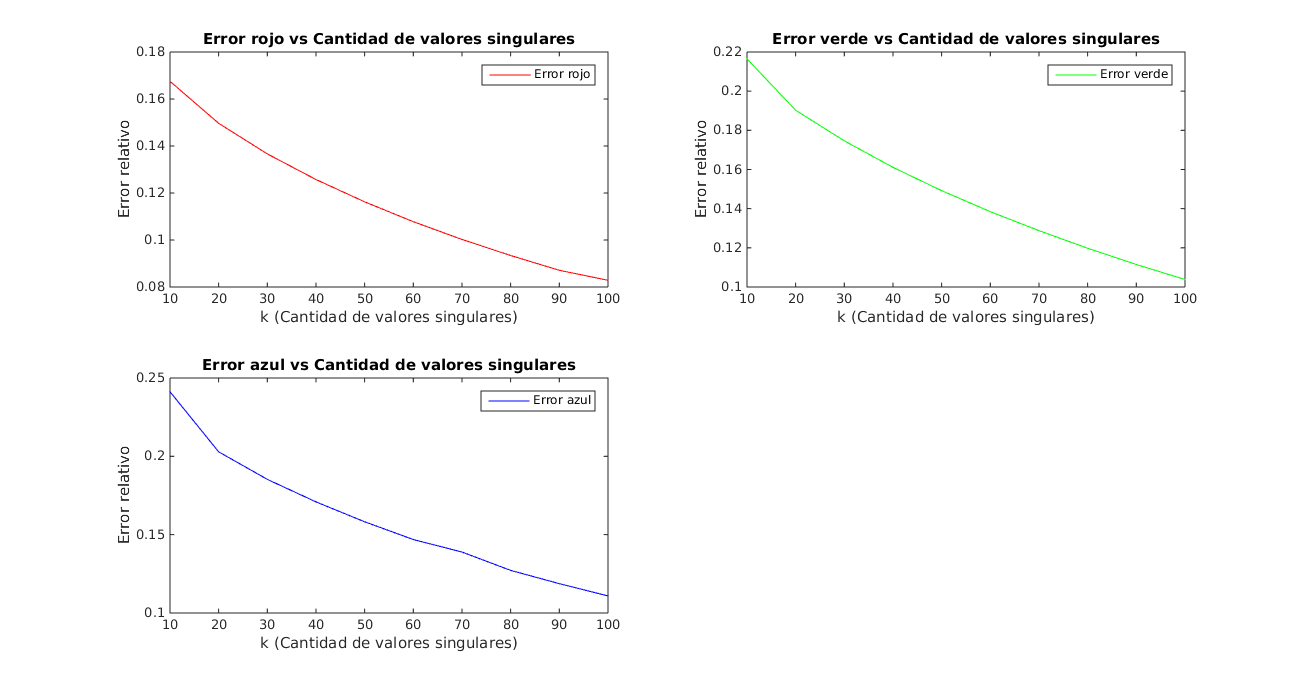 Error rojo vs Cantidad de valores singulares
0.18
0.16
0.14
0.12
0.1
0.08
Error relativo
Error rojo
10 20 30 40 50 60 70 80 90 100
k (Cantidad de valores singulares)
Error verde vs Cantidad de valores singulares
0.22
0.2
0.18
0.16
0.14
0.12
0.1
Error relativo
Error verde
10 20 30 40 50 60 70 80 90 100
k (Cantidad de valores singulares)
Error azul vs Cantidad de valores singulares
0.25
0.2
0.15
0.1
Error relativo
Error azul
10 20 30 40 50 60 70 80 90 100
k (Cantidad de valores singulares)